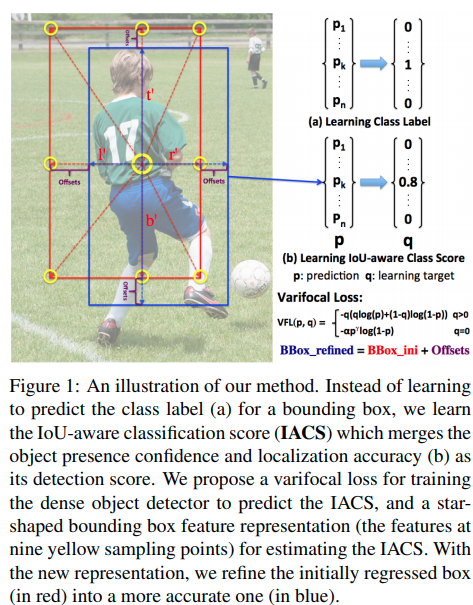 Offsets
t'
17
l'
r'
Offsets
Offsets
b'
Offsets
P1
Pk
Pn
0
1
0
(a) Learning Class Label
P1
Pk
Pn
0
0.8
0
p
q
(b) Learning IoU-aware Class Score
p: prediction q: learning target
Varifocal Loss:
VFL(p, q) = { -q(qlog(p)+(1-q)log(1-p)) q>0
-αpᵞlog(1-p) q=0
BBox_refined = BBox_ini + Offsets
Figure 1: An illustration of our method. Instead of learning
to predict the class label (a) for a bounding box, we learn
the IoU-aware classification score (IACS) which merges the
object presence confidence and localization accuracy (b) as
its detection score. We propose a varifocal loss for training
the dense object detector to predict the IACS, and a star-
shaped bounding box feature representation (the features at
nine yellow sampling points) for estimating the IACS. With
the new representation, we refine the initially regressed box
(in red) into a more accurate one (in blue).